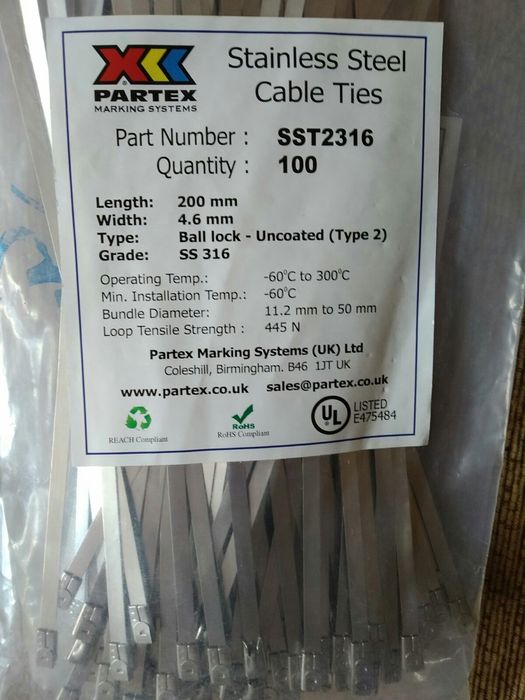 PARTEX
MARKING SYSTEMS
Stainless Steel
Cable Ties
Part Number : SST2316
Quantity : 100
Length: 200 mm
Width: 4.6 mm
Type: Ball lock - Uncoated (Type 2)
Grade: SS 316
Operating Temp.: -60°C to 300°C
Min. Installation Temp.: -60°C
Bundle Diameter: 11.2 mm to 50 mm
Loop Tensile Strength : 445 N
Partex Marking Systems (UK) Ltd
Coleshill, Birmingham. B46 1JT UK
www.partex.co.uk sales@partex.co.uk
REACH Compliant
RoHS
RoHS Compliant
UL
LISTED
E475484